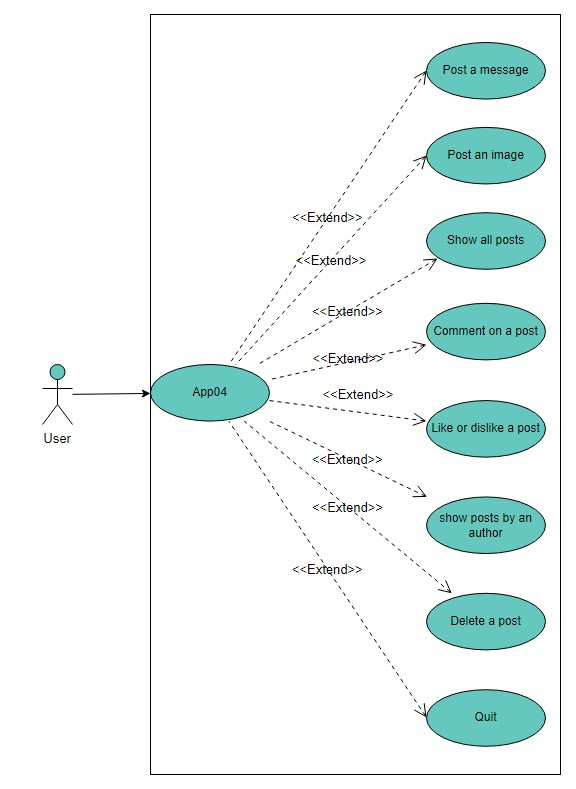 Post a message
Post an image
<<Extend>>
Show all posts
<<Extend>>
<<Extend>>
Comment on a post
<<Extend>>
User
App04
<<Extend>>
Like or dislike a post
<<Extend>>
show posts by an
author
<<Extend>>
Delete a post
<<Extend>>
Quit